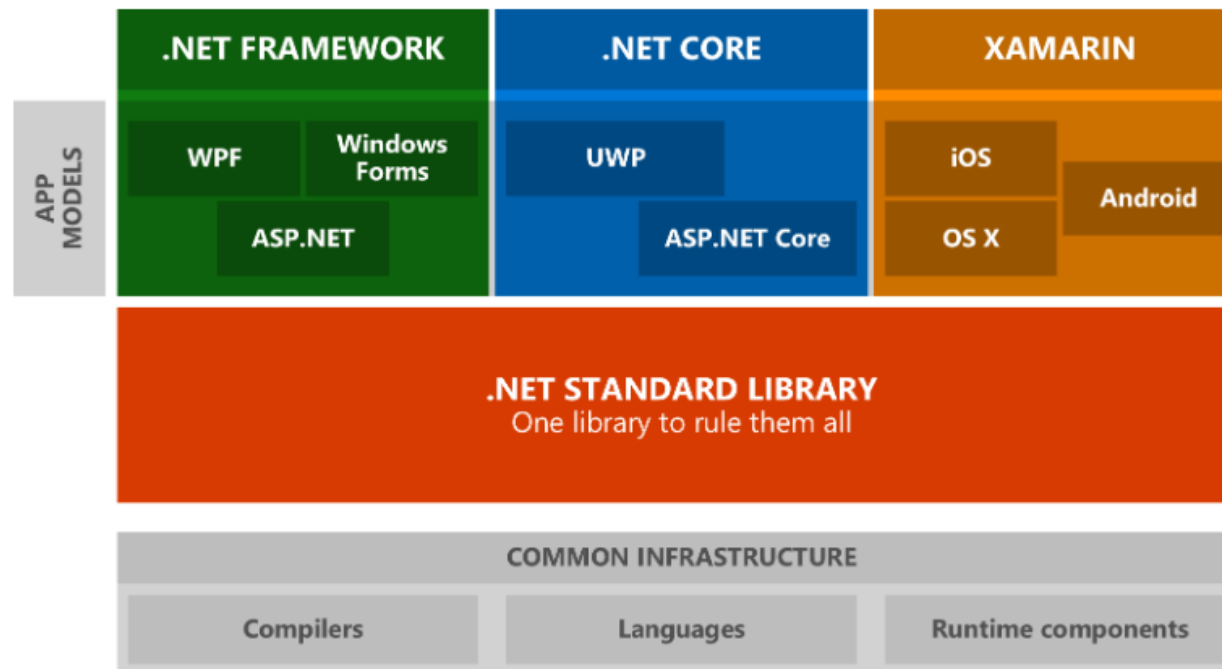 .NET FRAMEWORK
.NET CORE
XAMARIN
APP
MODELS
WPF
Windows
Forms
ASP.NET
UWP
ASP.NET Core
iOS
Android
OS X
.NET STANDARD LIBRARY
One library to rule them all
COMMON INFRASTRUCTURE
Compilers
Languages
Runtime components